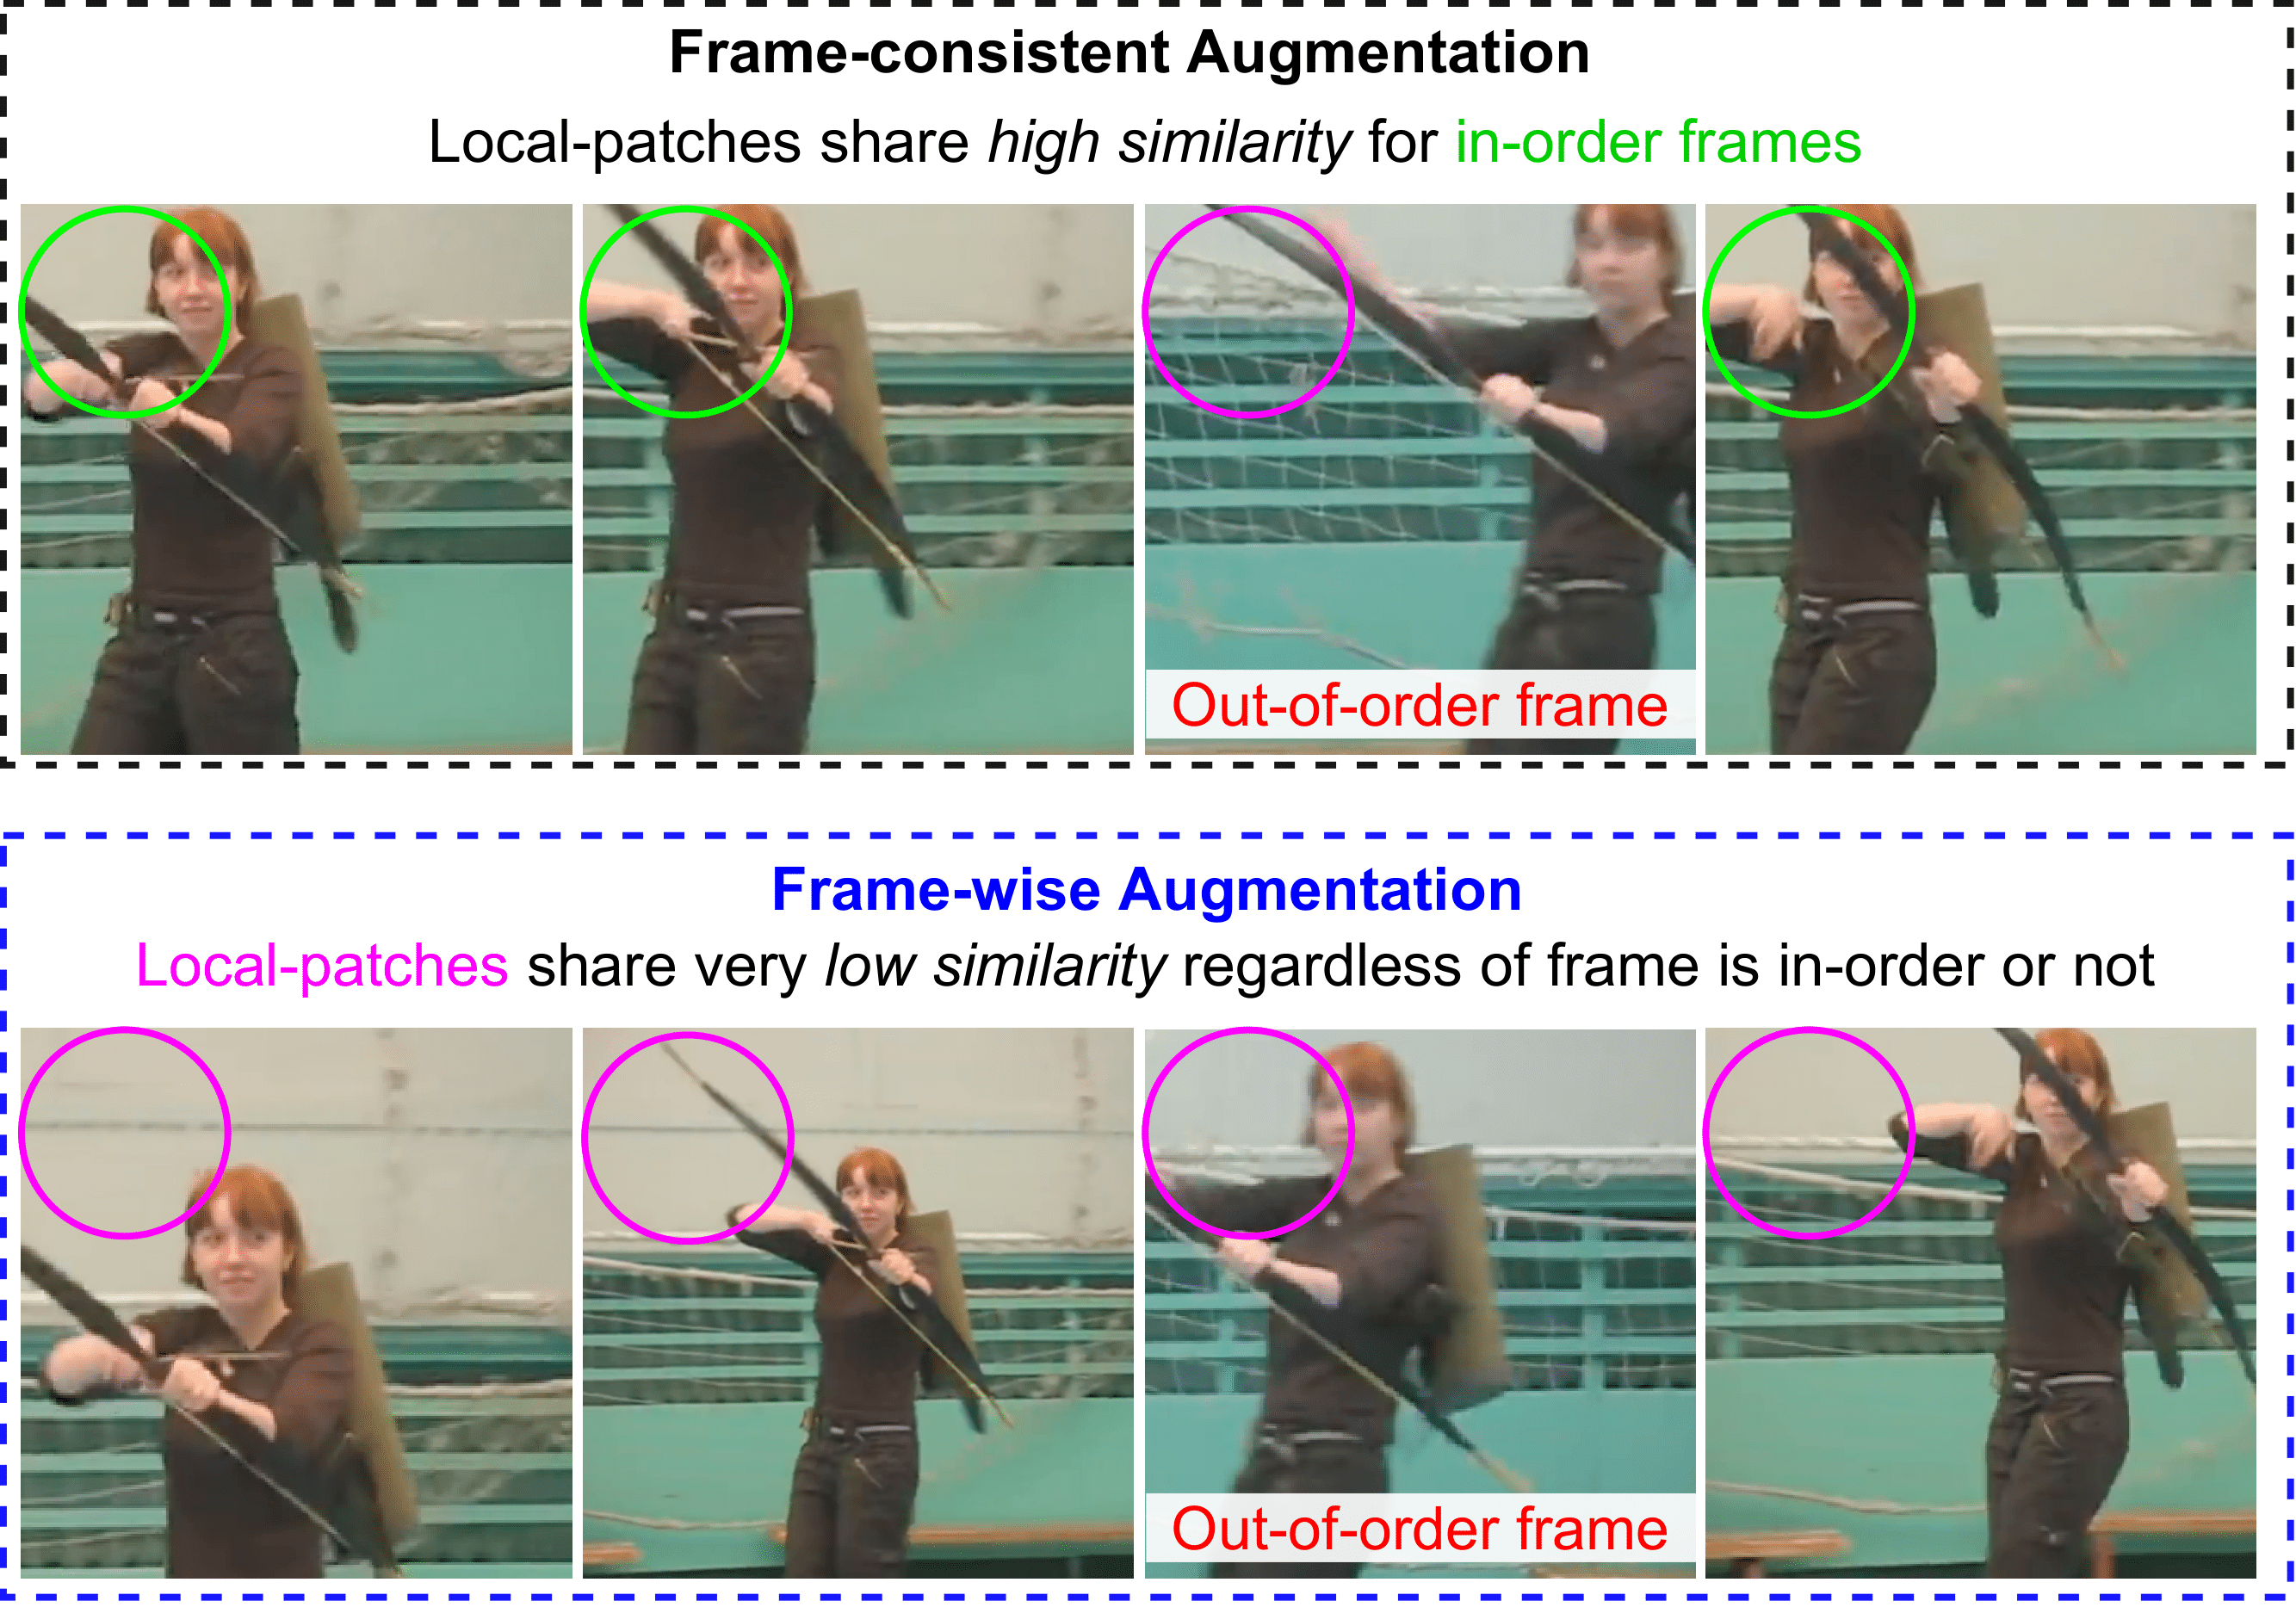 Frame-consistent Augmentation
Local-patches share high similarity for in-order frames
Out-of-order frame
Frame-wise Augmentation
Local-patches share very low similarity regardless of frame is in-order or not
Out-of-order frame